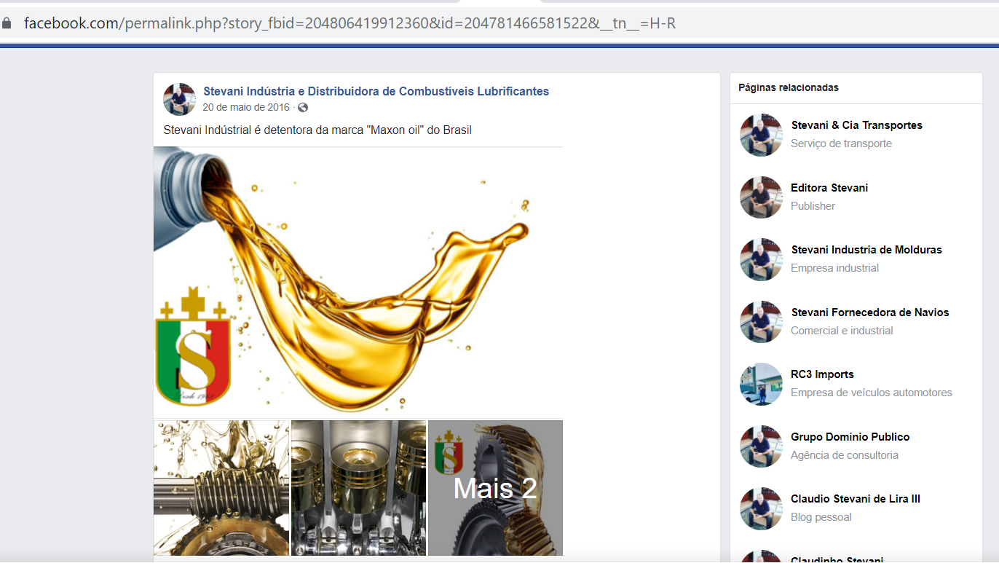 facebook.com/permalink.php?story_fbid=204806419912360&id=204781466581522&__tn__=H-R
Stevani Indústria e Distribuidora de Combustíveis Lubrificantes
20 de maio de 2016 ·
Stevani Indústrial é detentora da marca "Maxon oil" do Brasil
S
Desde 1964
Mais 2
Páginas relacionadas
Stevani & Cia Transportes
Serviço de transporte
Editora Stevani
Publisher
Stevani Industria de Molduras
Empresa industrial
Stevani Fornecedora de Navios
Comercial e industrial
RC3 Imports
Empresa de veículos automotores
Grupo Domínio Publico
Agência de consultoria
Claudio Stevani de Lira III
Blog pessoal
Claudinho Stevani